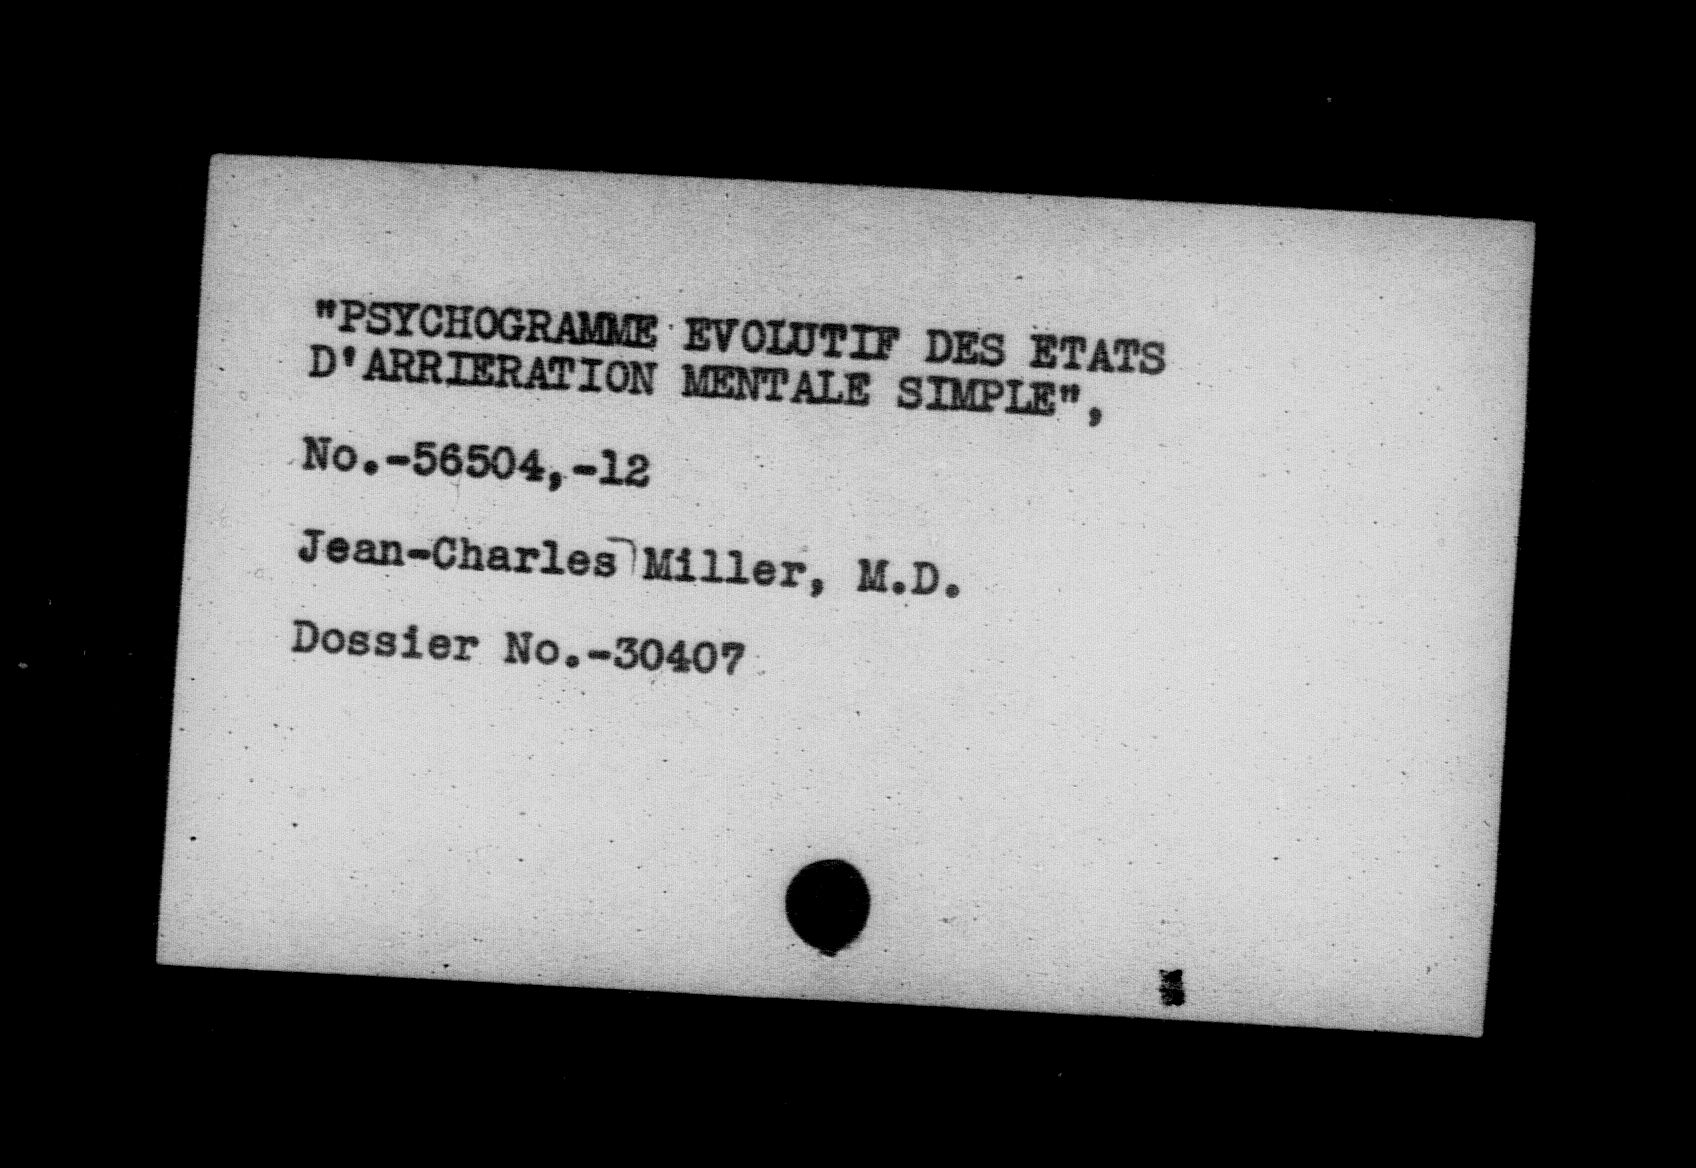 "PSYCHOGRAMME EVOLUTIF DES ETATS
D'ARRIERATION MENTALE SIMPLE",
No.-56504,-12
Jean-Charles Miller, M.D.
Dossier No.-30407